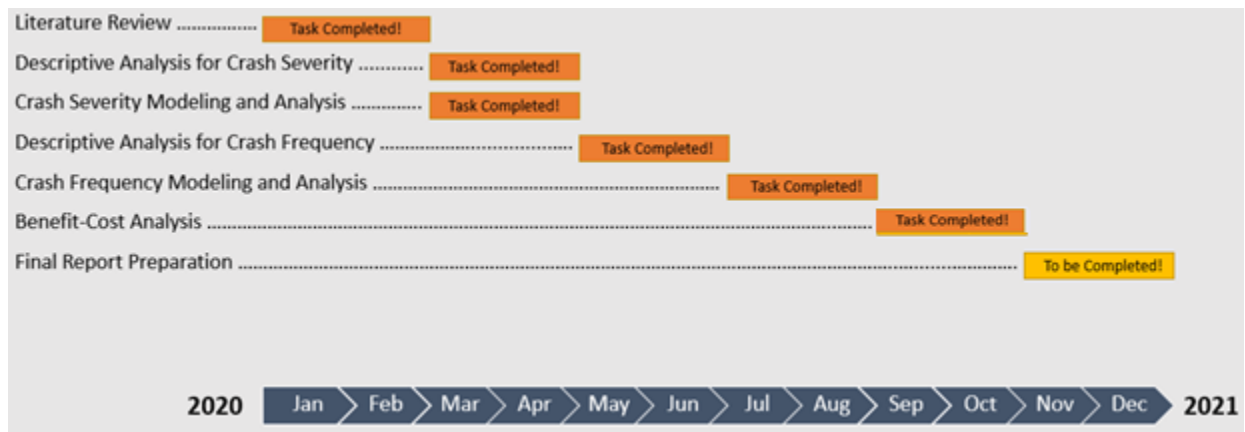 Literature Review ................ Task Completed!
Descriptive Analysis for Crash Severity ............ Task Completed!
Crash Severity Modeling and Analysis ............. Task Completed!
Descriptive Analysis for Crash Frequency ................................... Task Completed!
Crash Frequency Modeling and Analysis ................................................................ Task Completed!
Benefit-Cost Analysis ........................................................................................................ Task Completed!
Final Report Preparation ........................................................................................................................ To be Completed!
2020 Jan Feb Mar Apr May Jun Jul Aug Sep Oct Nov Dec 2021